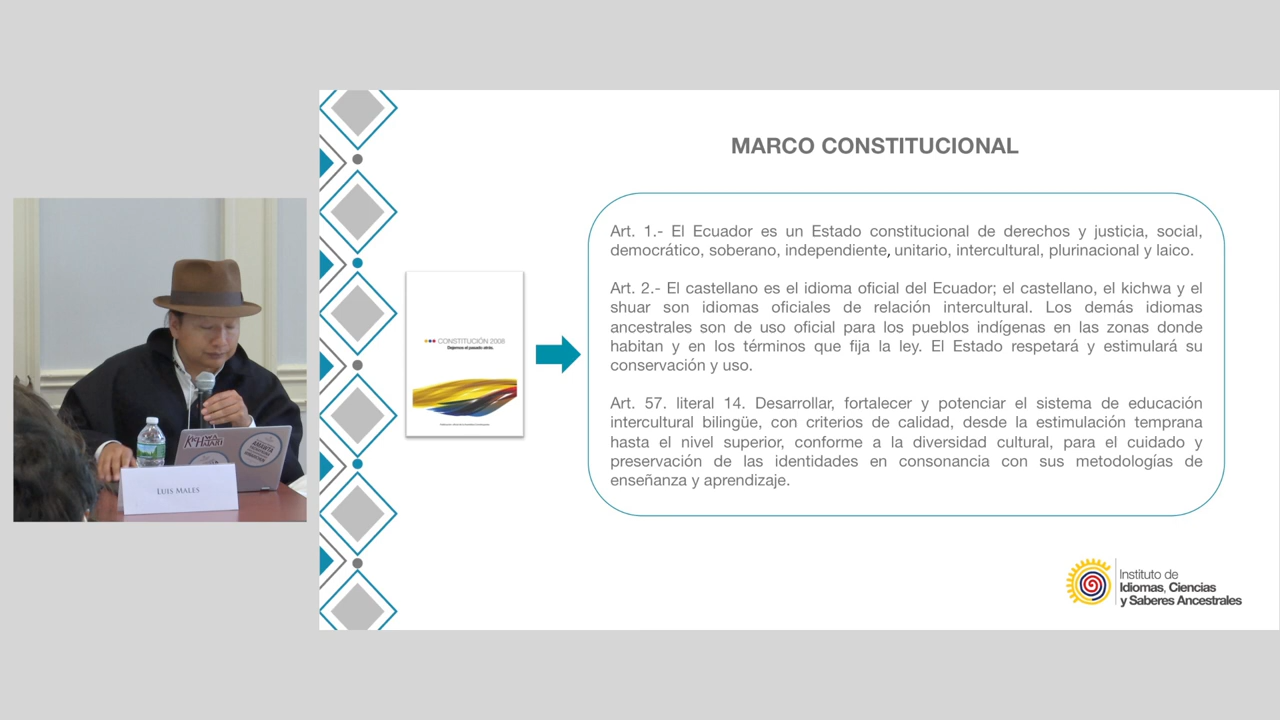 MARCO CONSTITUCIONAL
Art. 1.- El Ecuador es un Estado constitucional de derechos y justicia, social,
democrático, soberano, independiente, unitario, intercultural, plurinacional y laico.
Art. 2.- El castellano es el idioma oficial del Ecuador; el castellano, el kichwa y el
shuar son idiomas oficiales de relación intercultural. Los demás idiomas
ancestrales son de uso oficial para los pueblos indígenas en las zonas donde
habitan y en los términos que fija la ley. El Estado respetará y estimulará su
conservación y uso.
Art. 57. literal 14. Desarrollar, fortalecer y potenciar el sistema de educación
intercultural bilingüe, con criterios de calidad, desde la estimulación temprana
hasta el nivel superior, conforme a la diversidad cultural, para el cuidado y
preservación de las identidades en consonancia con sus metodologías de
enseñanza y aprendizaje.
CONSTITUCIÓN 2008
Dejemos el pasado atrás.
LUIS MALES
Instituto de
Idiomas, Ciencias
y Saberes Ancestrales